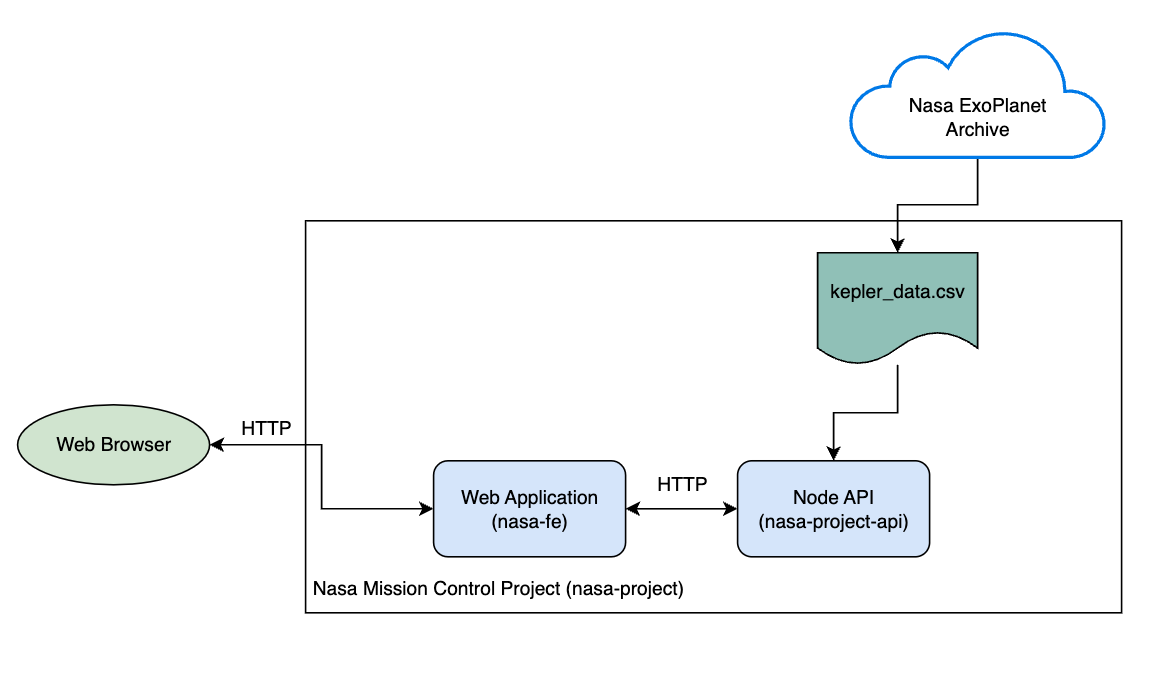 Nasa ExoPlanet
Archive
kepler_data.csv
HTTP
Web Browser
HTTP
Web Application
(nasa-fe)
Node API
(nasa-project-api)
Nasa Mission Control Project (nasa-project)